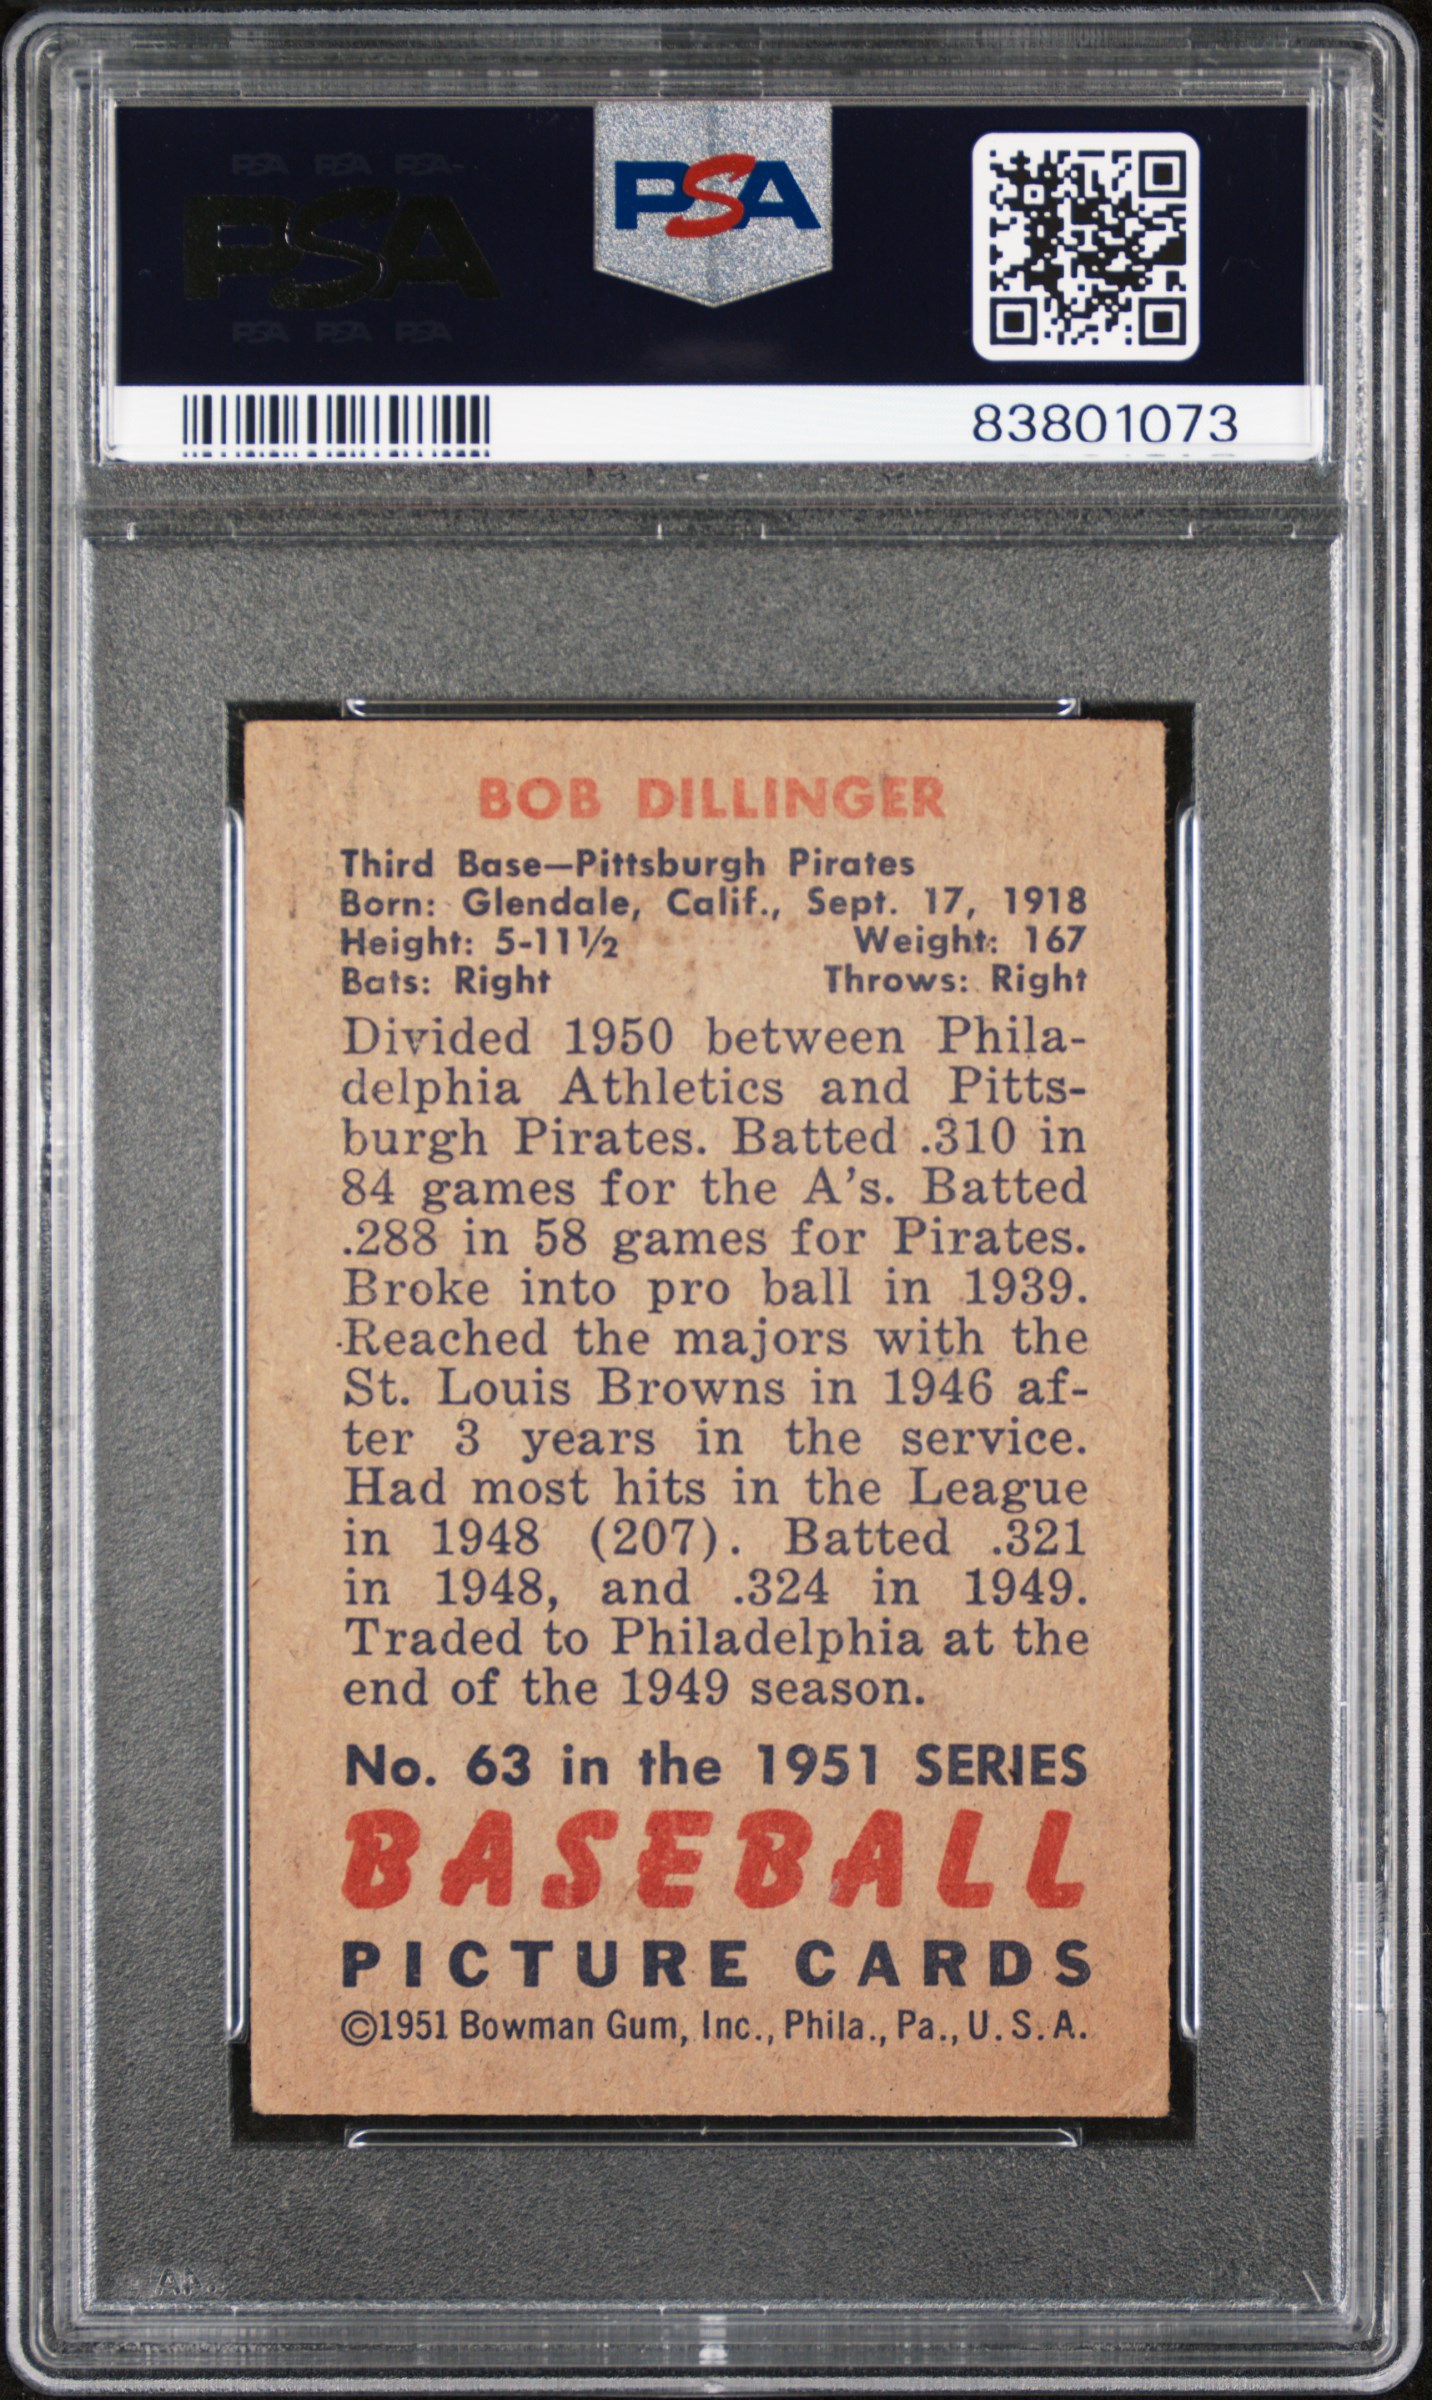 PSA PSA PSA
PSA
PSA PSA PSA
PSA
83801073
BOB DILLINGER
Third Base—Pittsburgh Pirates
Born: Glendale, Calif., Sept. 17, 1918
Height: 5-11½ Weight: 167
Bats: Right Throws: Right
Divided 1950 between Phila-
delphia Athletics and Pitts-
burgh Pirates. Batted .310 in
84 games for the A's. Batted
.288 in 58 games for Pirates.
Broke into pro ball in 1939.
Reached the majors with the
St. Louis Browns in 1946 af-
ter 3 years in the service.
Had most hits in the League
in 1948 (207). Batted .321
in 1948, and .324 in 1949.
Traded to Philadelphia at the
end of the 1949 season.
No. 63 in the 1951 SERIES
BASEBALL
PICTURE CARDS
©1951 Bowman Gum, Inc., Phila., Pa., U.S.A.